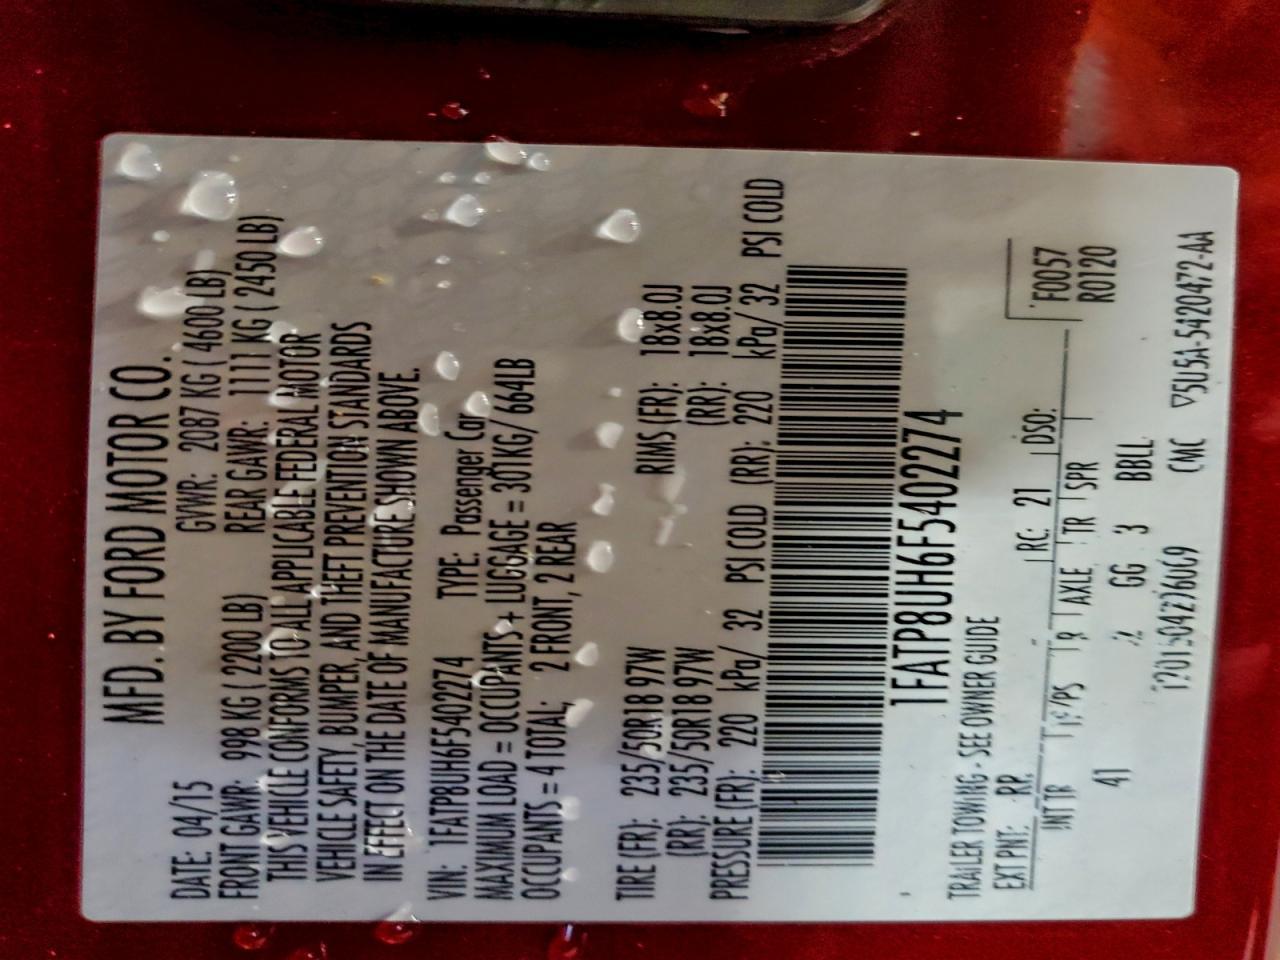 MFD. BY FORD MOTOR CO.
DATE: 04/15 GVWR: 2087 KG ( 4600 LB)
FRONT GAWR: 998 KG ( 2200 LB) REAR GAWR: 1111 KG ( 2450 LB)
THIS VEHICLE CONFORMS TO ALL APPLICABLE FEDERAL MOTOR
VEHICLE SAFETY, BUMPER, AND THEFT PREVENTION STANDARDS
IN EFFECT ON THE DATE OF MANUFACTURE SHOWN ABOVE.
VIN: 1FATP8UH6F5402274 TYPE: Passenger Car
MAXIMUM LOAD = OCCUPANTS + LUGGAGE = 301KG/ 664LB
OCCUPANTS = 4 TOTAL; 2 FRONT, 2 REAR
TIRE (FR): 235/50R18 97W RIMS (FR): 18x8.0J
(RR): 235/50R18 97W (RR): 18x8.0J
PRESSURE (FR): 220 kPa/ 32 PSI COLD (RR): 220 kPa/ 32 PSI COLD
1FATP8UH6F5402274
TRAILER TOWING - SEE OWNER GUIDE
EXT PNT: RR RC: 21 DSO: F0057
INT TR TP/PS R AXLE TR SPR R0120
41 2 GG 3 BBLL
CMC ▽5U5A-5420472-AA